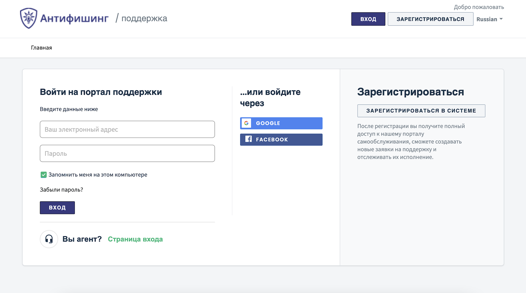 Добро пожаловать
Антифишинг / поддержка
ВХОД
ЗАРЕГИСТРИРОВАТЬСЯ
Russian
Главная
Войти на портал поддержки
Введите данные ниже
Ваш электронный адрес
Пароль
Запомнить меня на этом компьютере
Забыли пароль?
ВХОД
Вы агент? Страница входа
...или войдите
через
G GOOGLE
f FACEBOOK
Зарегистрироваться
ЗАРЕГИСТРИРОВАТЬСЯ В СИСТЕМЕ
После регистрации вы получите полный
доступ к нашему порталу
самообслуживания, сможете создавать
новые заявки на поддержку и
отслеживать их исполнение.